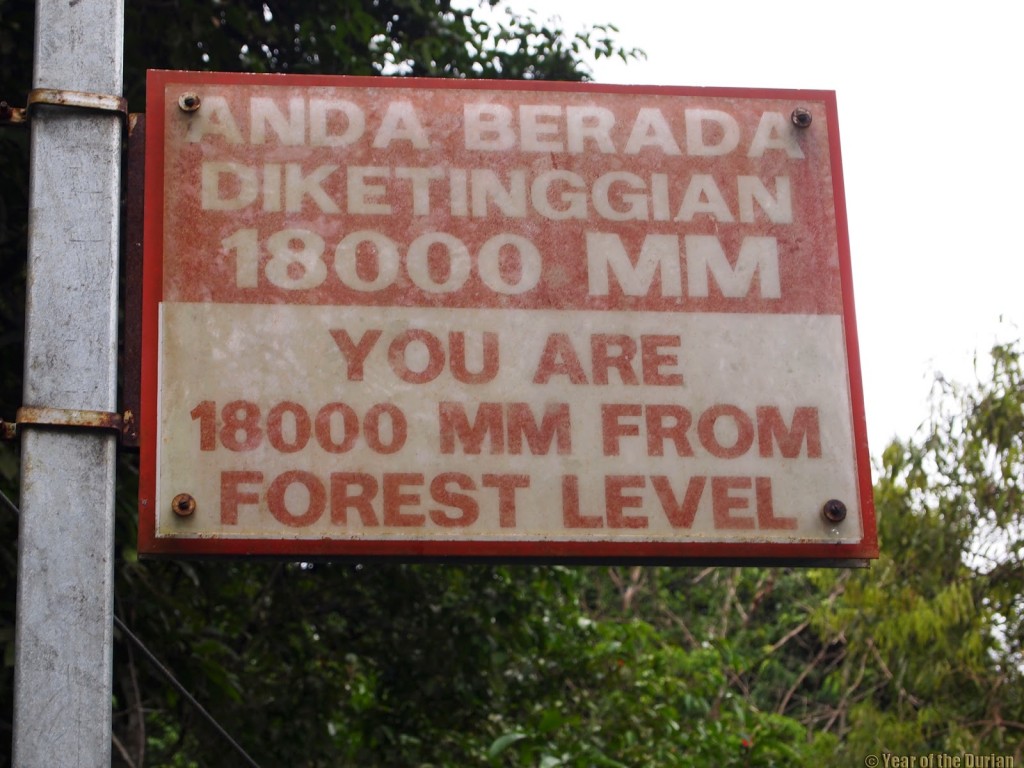 ANDA BERADA
DIKETINGGIAN
18000 MM
YOU ARE
18000 MM FROM
FOREST LEVEL
© Year of the Durian